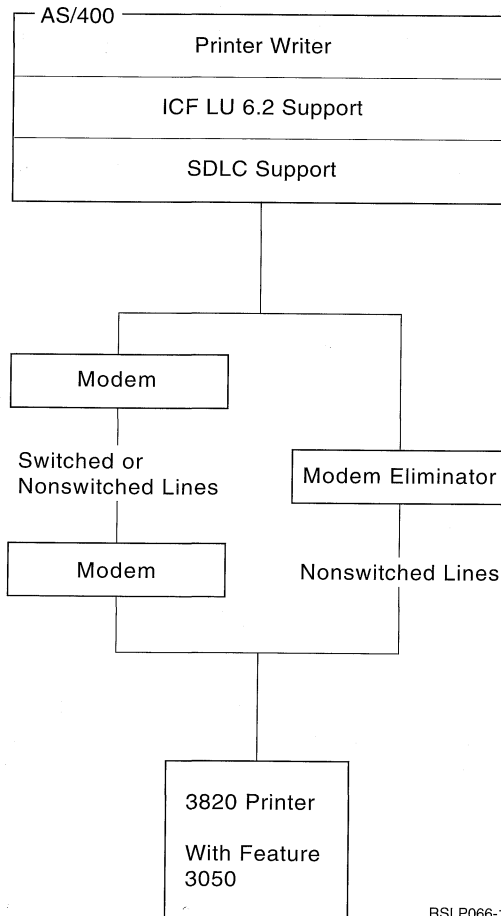 AS/400
Printer Writer
ICF LU 6.2 Support
SDLC Support
Modem
Switched or
Nonswitched Lines
Modem Eliminator
Modem
Nonswitched Lines
3820 Printer
With Feature
3050